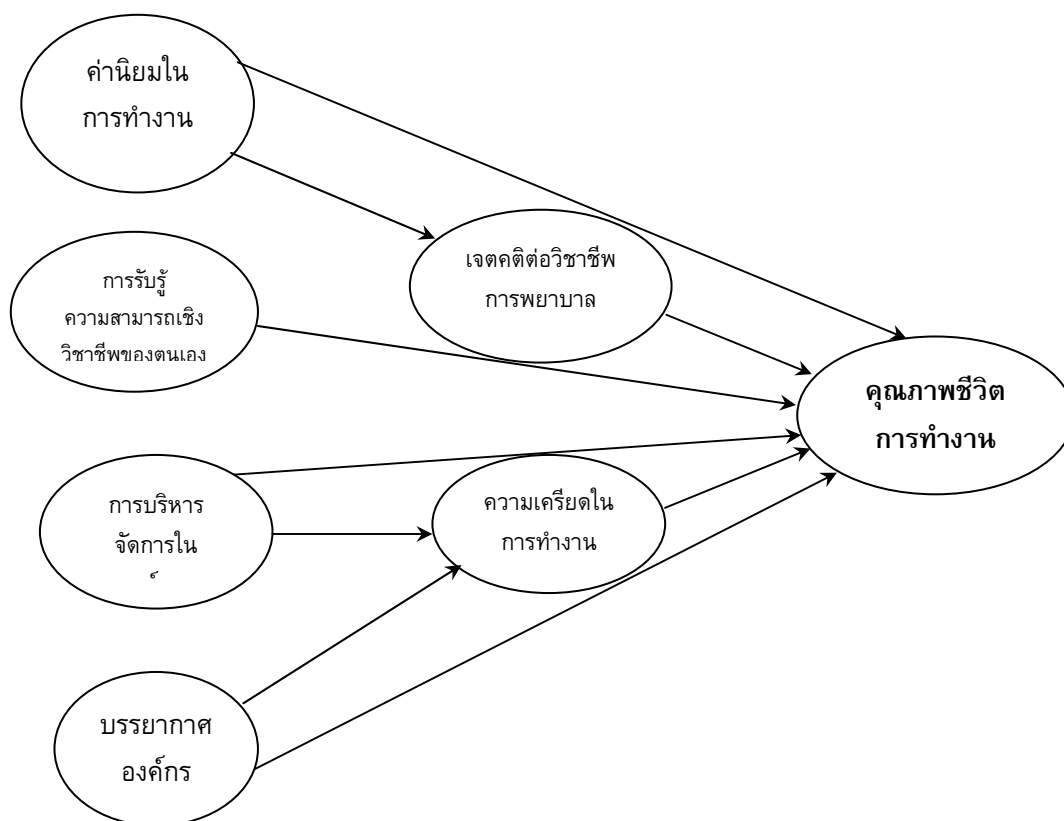 ค่านิยมใน
การทำงาน
เจตคติต่อวิชาชีพ
การพยาบาล
การรับรู้
ความสามารถเชิง
วิชาชีพของตนเอง
คุณภาพชีวิต
การทำงาน
การบริหาร
จัดการใน
ความเครียดใน
การทำงาน
บรรยากาศ
องค์กร